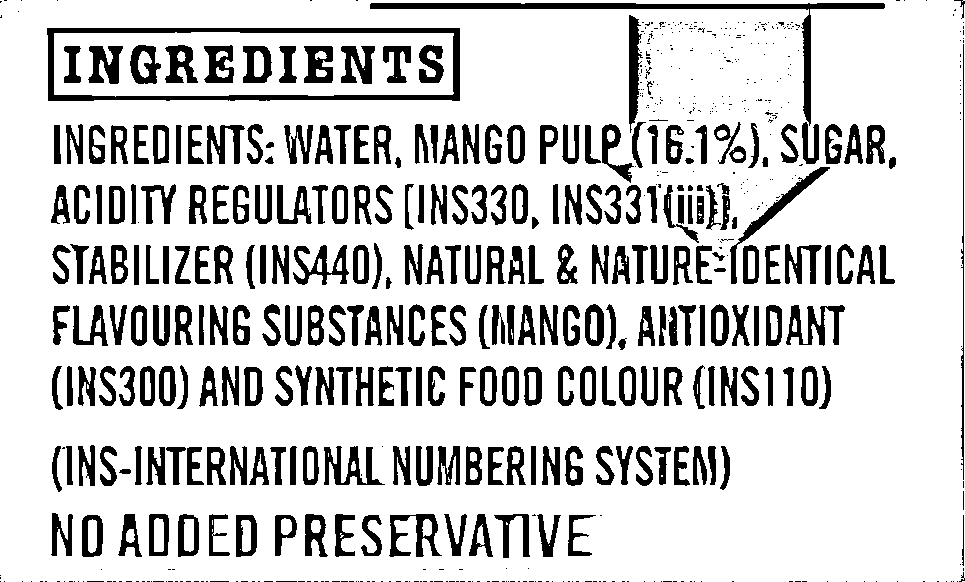 INGREDIENTS
INGREDIENTS: WATER, MANGO PULP (16.1%), SUGAR,
ACIDITY REGULATORS [INS330, INS331(iii)],
STABILIZER (INS440), NATURAL & NATURE-IDENTICAL
FLAVOURING SUBSTANCES (MANGO), ANTIOXIDANT
(INS300) AND SYNTHETIC FOOD COLOUR (INS110)
(INS-INTERNATIONAL NUMBERING SYSTEM)
NO ADDED PRESERVATIVE